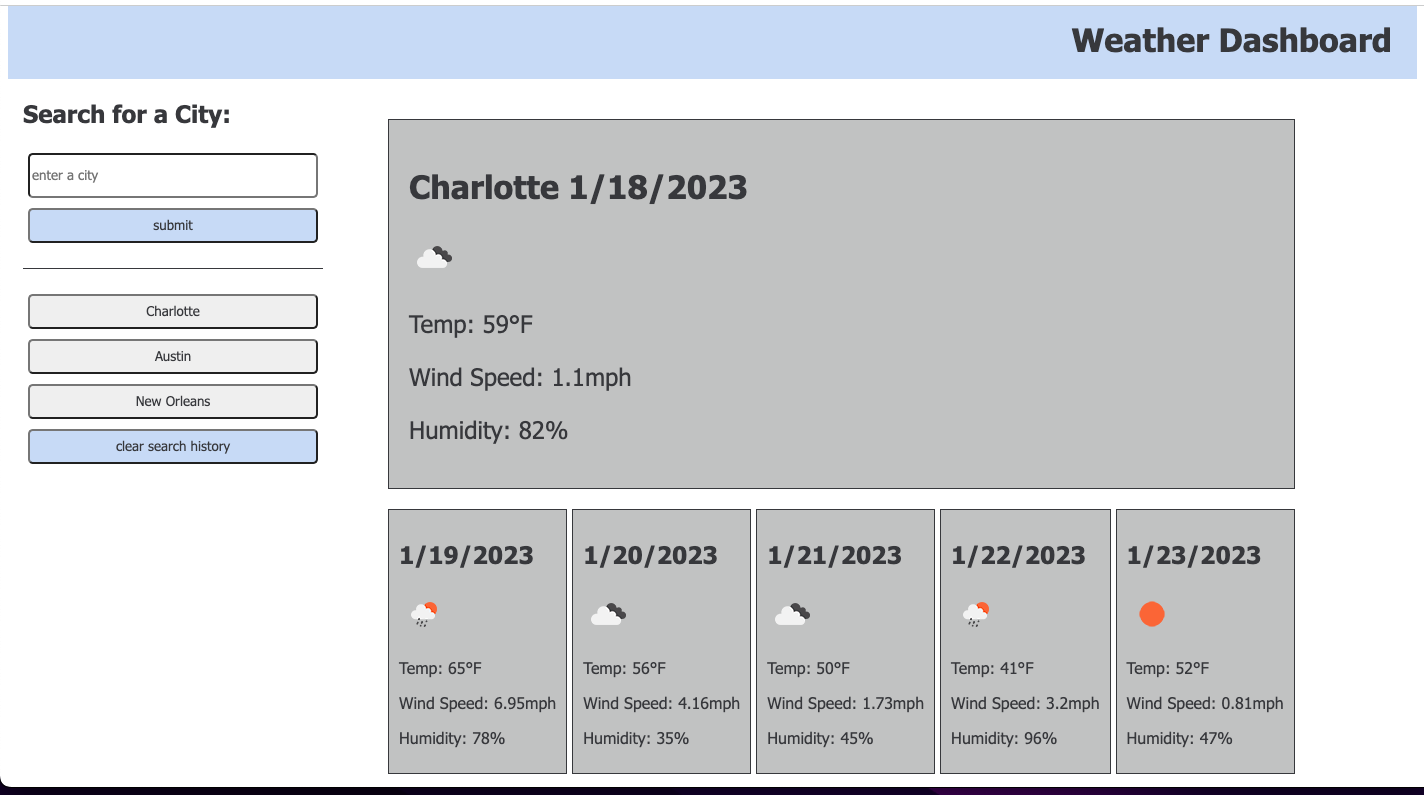 Weather Dashboard
Search for a City:
enter a city
submit
Charlotte
Austin
New Orleans
clear search history
Charlotte 1/18/2023
Temp: 59°F
Wind Speed: 1.1mph
Humidity: 82%
1/19/2023
Temp: 65°F
Wind Speed: 6.95mph
Humidity: 78%
1/20/2023
Temp: 56°F
Wind Speed: 4.16mph
Humidity: 35%
1/21/2023
Temp: 50°F
Wind Speed: 1.73mph
Humidity: 45%
1/22/2023
Temp: 41°F
Wind Speed: 3.2mph
Humidity: 96%
1/23/2023
Temp: 52°F
Wind Speed: 0.81mph
Humidity: 47%